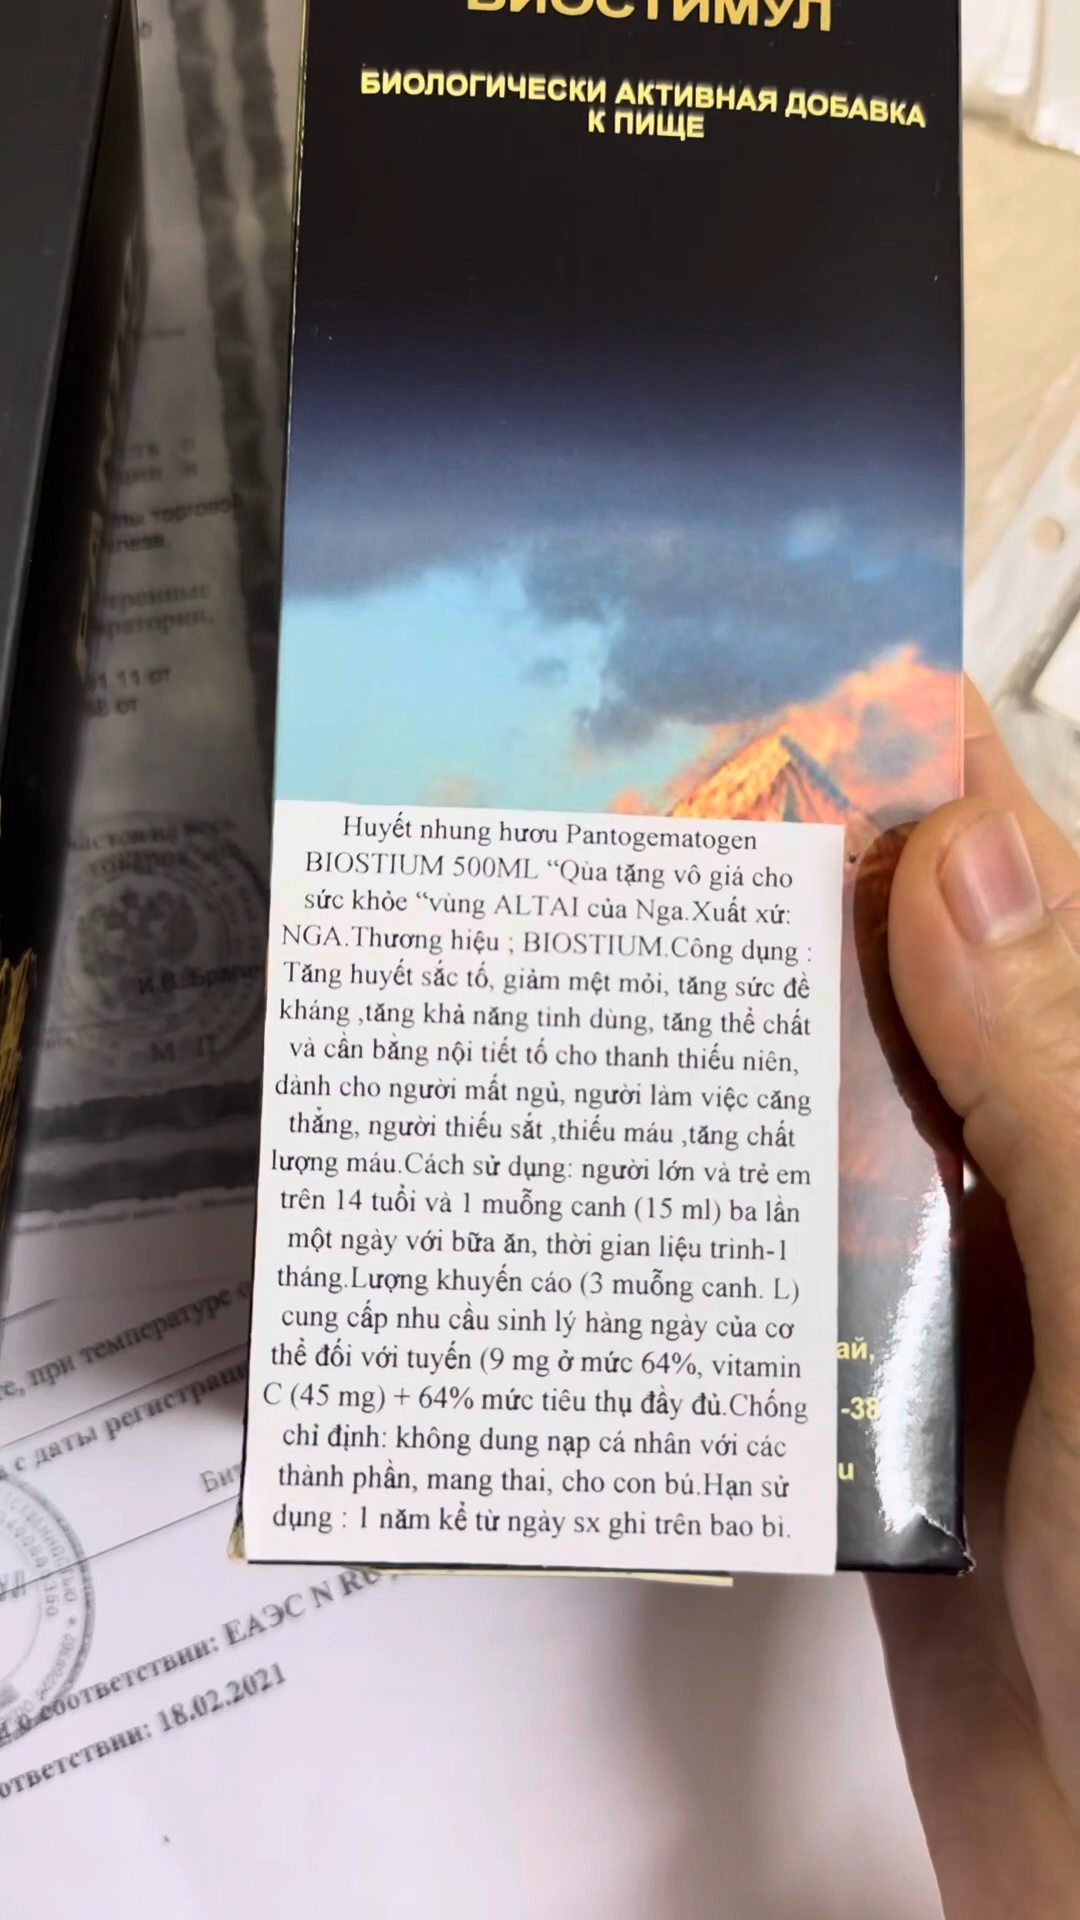 БИОСТИМУЛ
БИОЛОГИЧЕСКИ АКТИВНАЯ ДОБАВКА
К ПИЩЕ
Huyết nhung hươu Pantogematogen
BIOSTIUM 500ML “Qùa tặng vô giá cho
sức khỏe “vùng ALTAI của Nga.Xuất xứ:
NGA.Thương hiệu ; BIOSTIUM.Công dụng :
Tăng huyết sắc tố, giảm mệt mỏi, tăng sức đề
kháng ,tăng khả năng tình dùng, tăng thể chất
và cần bằng nội tiết tố cho thanh thiếu niên,
dành cho người mất ngủ, người làm việc căng
thẳng, người thiếu sắt ,thiếu máu ,tăng chất
lượng máu.Cách sử dụng: người lớn và trẻ em
trên 14 tuổi và 1 muỗng canh (15 ml) ba lần
một ngày với bữa ăn, thời gian liệu trình-1
tháng.Lượng khuyến cáo (3 muỗng canh. L)
cung cấp nhu cầu sinh lý hàng ngày của cơ
thể đối với tuyến (9 mg ở mức 64%, vitamin
C (45 mg) + 64% mức tiêu thụ đầy đủ.Chống
chỉ định: không dung nạp cá nhân với các
thành phần, mang thai, cho con bú.Hạn sử
dụng : 1 năm kể từ ngày sx ghi trên bao bì.
ай,
-38
u
торговой
М П
при температуре
с даты регистрац
соответствии: ЕАЭС N RU
ответствии: 18.02.2021